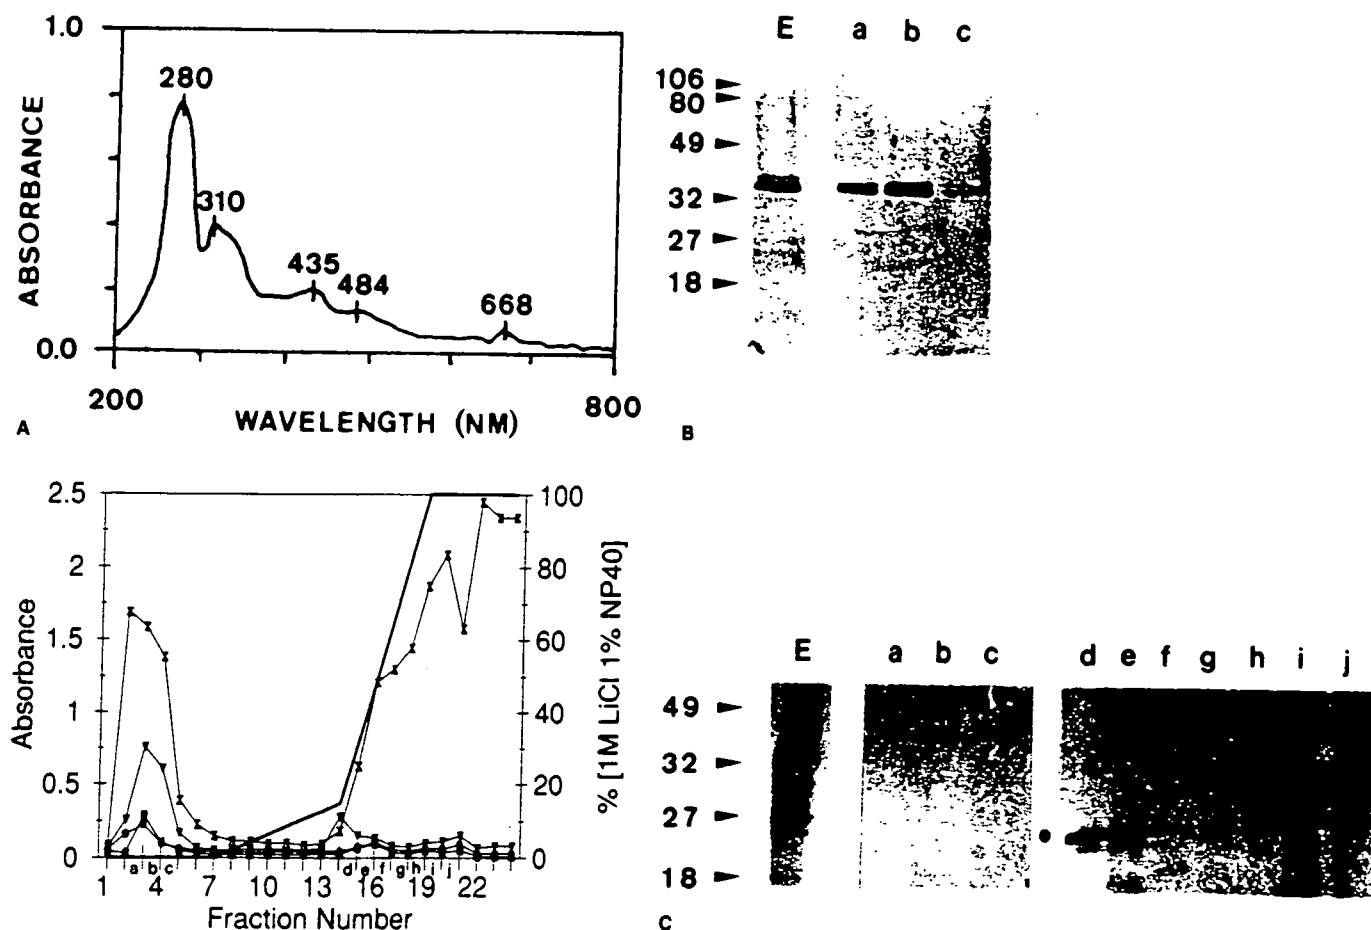 1.0
280
310
435
484
668
ABSORBANCE
0.0
200
800
WAVELENGTH (NM)
A
E a b c
106
80
49
32
27
18
B
2.5
2
1.5
1
0.5
0
Absorbance
100
80
60
40
20
0
% [1M LiCl 1% NP40]
a b c d e f g h i j
1 4 7 10 13 16 19 22
Fraction Number
E a b c d e f g h i j
49
32
27
18
C